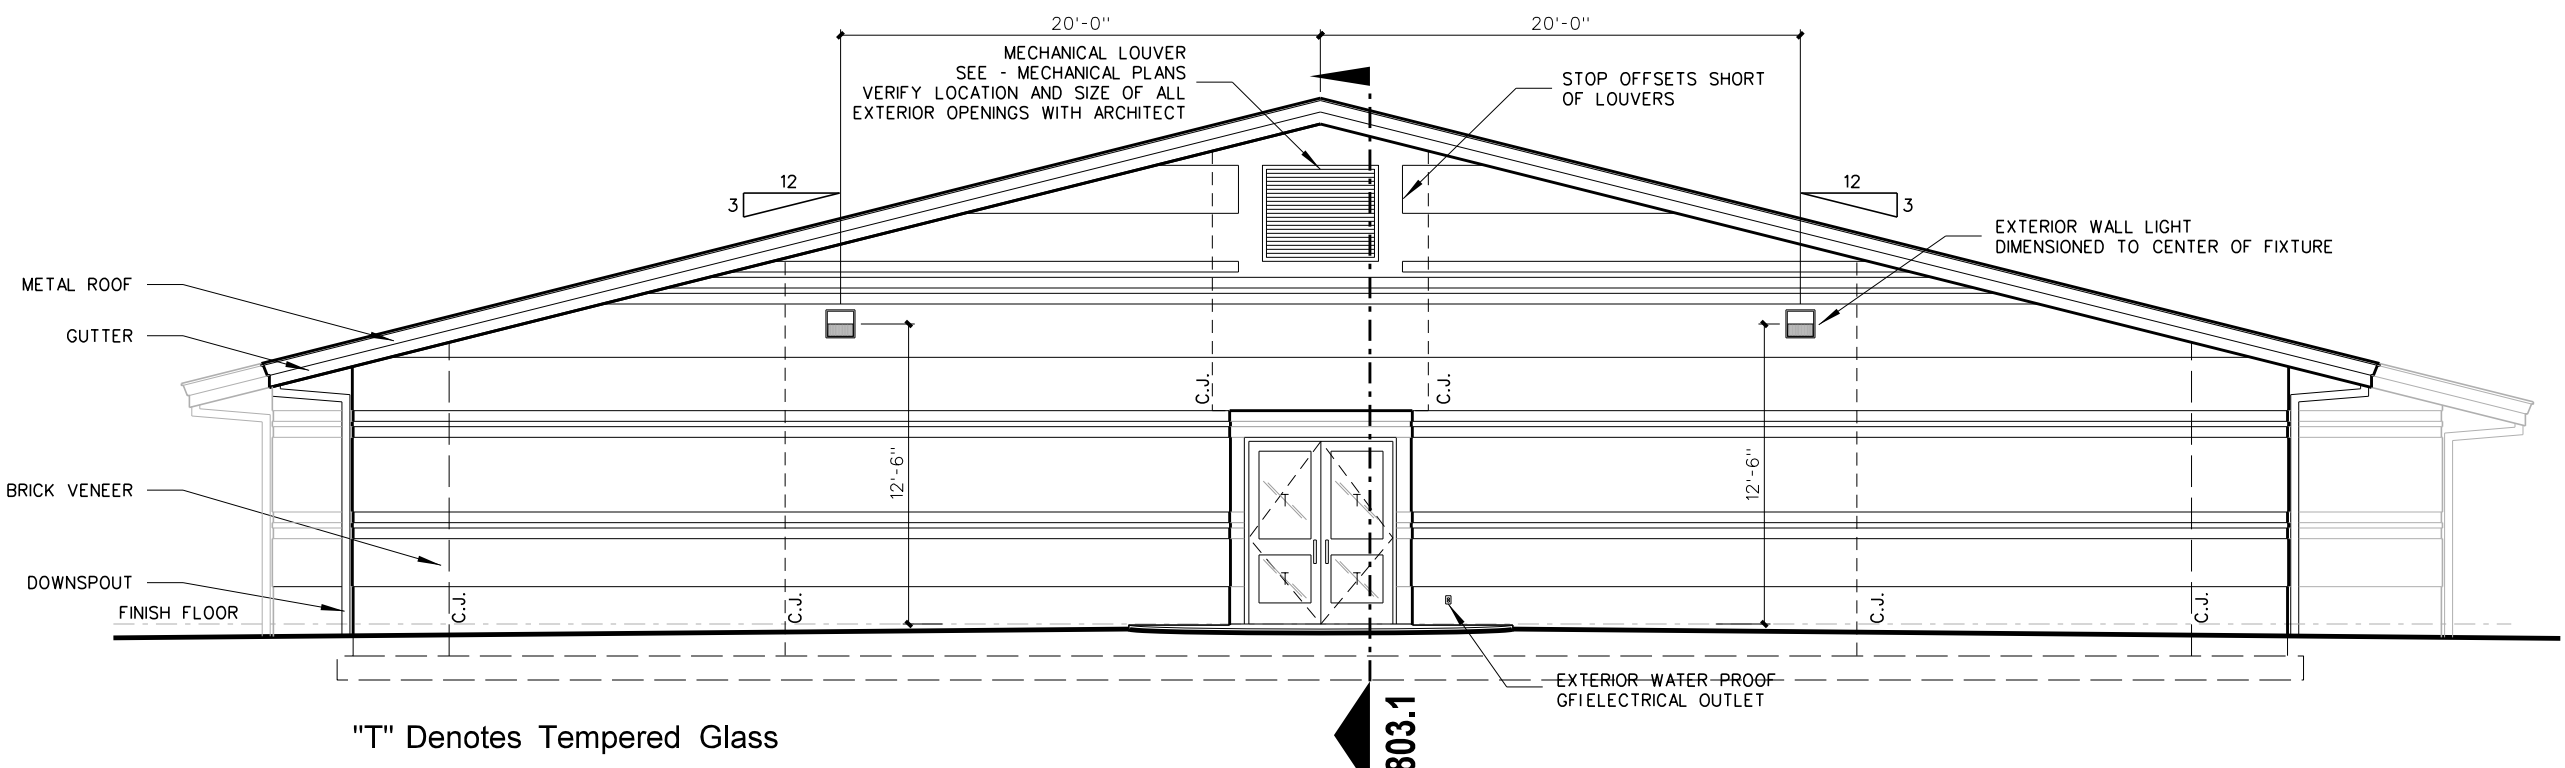 20'-0"
20'-0"
MECHANICAL LOUVER
SEE - MECHANICAL PLANS
VERIFY LOCATION AND SIZE OF ALL
EXTERIOR OPENINGS WITH ARCHITECT
STOP OFFSETS SHORT
OF LOUVERS
12
3
12
3
EXTERIOR WALL LIGHT
DIMENSIONED TO CENTER OF FIXTURE
METAL ROOF
GUTTER
C.J.
C.J.
12'-6"
12'-6"
BRICK VENEER
T
T
T
T
DOWNSPOUT
FINISH FLOOR
C.J.
C.J.
C.J.
C.J.
EXTERIOR WATER PROOF
GFIELECTRICAL OUTLET
803.1
"T" Denotes Tempered Glass